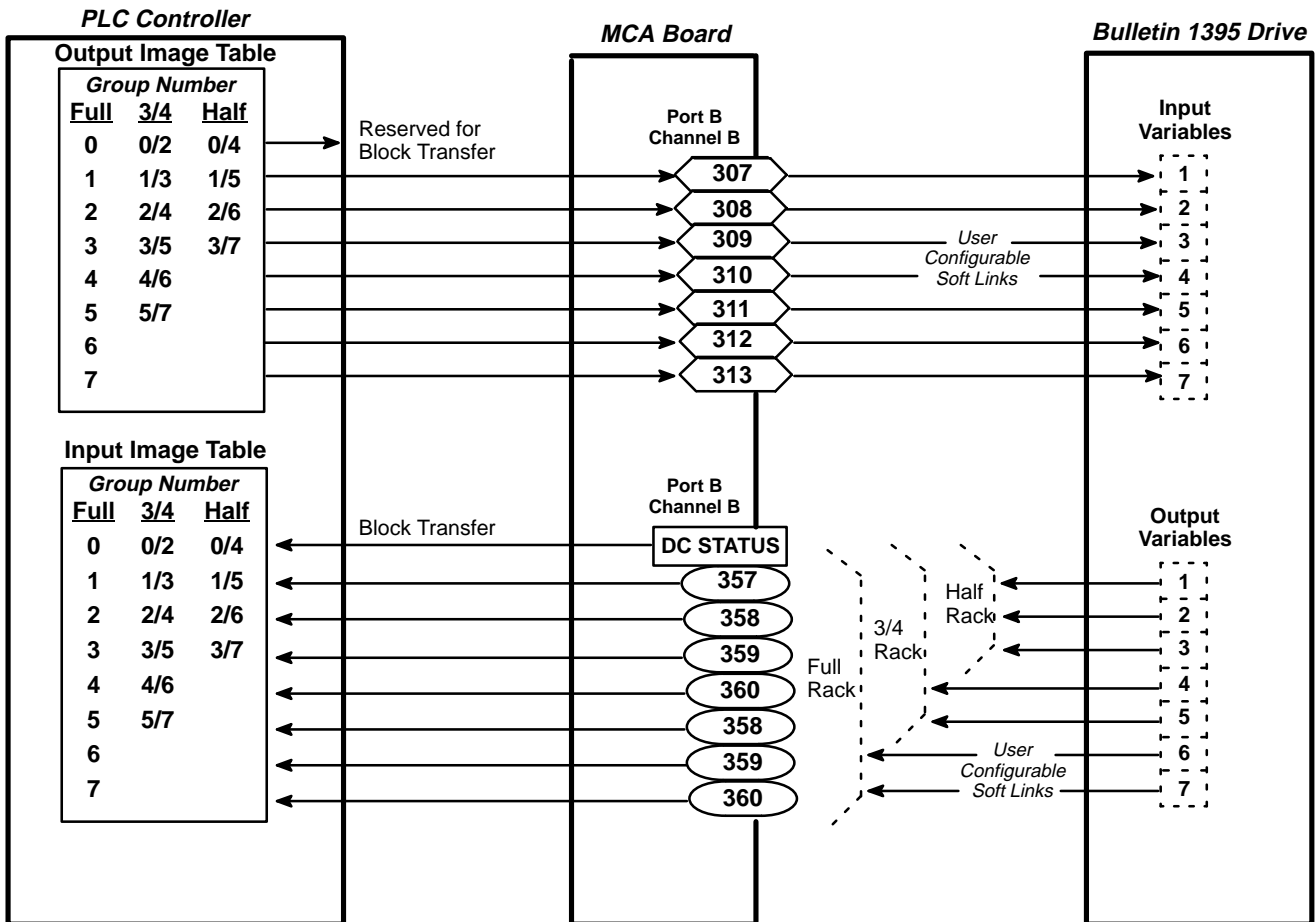 PLC Controller
MCA Board
Bulletin 1395 Drive
Output Image Table
Group Number
Full 3/4 Half
0 0/2 0/4
1 1/3 1/5
2 2/4 2/6
3 3/5 3/7
4 4/6
5 5/7
6
7
Reserved for
Block Transfer
Port B
Channel B
307
308
309
310
311
312
313
User
Configurable
Soft Links
Input
Variables
1
2
3
4
5
6
7
Input Image Table
Group Number
Full 3/4 Half
0 0/2 0/4
1 1/3 1/5
2 2/4 2/6
3 3/5 3/7
4 4/6
5 5/7
6
7
Block Transfer
Port B
Channel B
DC STATUS
357
358
359
360
358
359
360
Full
Rack
3/4
Rack
Half
Rack
User
Configurable
Soft Links
Output
Variables
1
2
3
4
5
6
7